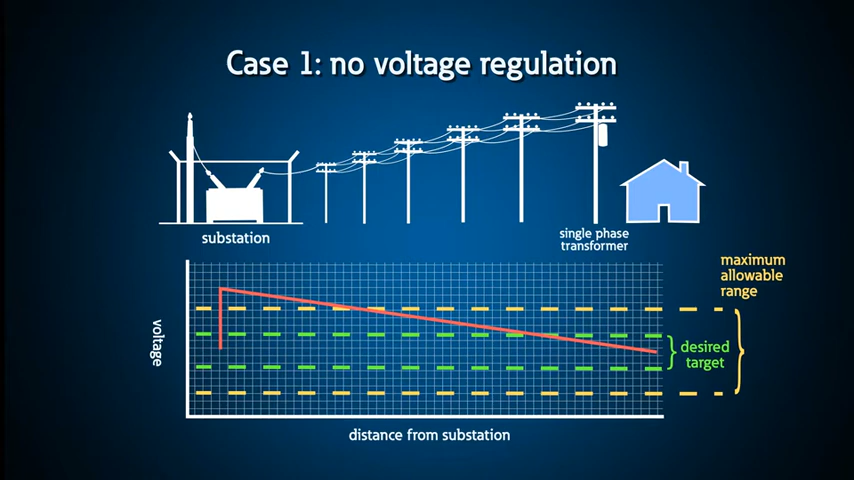 Case 1: no voltage regulation
substation
single phase
transformer
maximum
allowable
range
voltage
desired
target
distance from substation